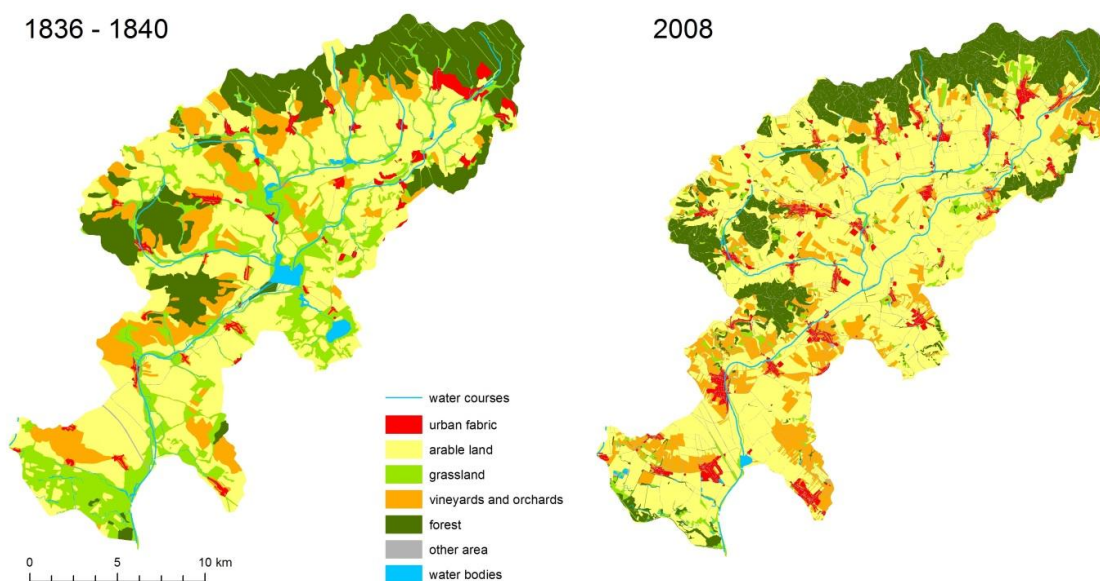 1836 - 1840
2008
water courses
urban fabric
arable land
grassland
vineyards and orchards
forest
other area
water bodies
0 5 10 km